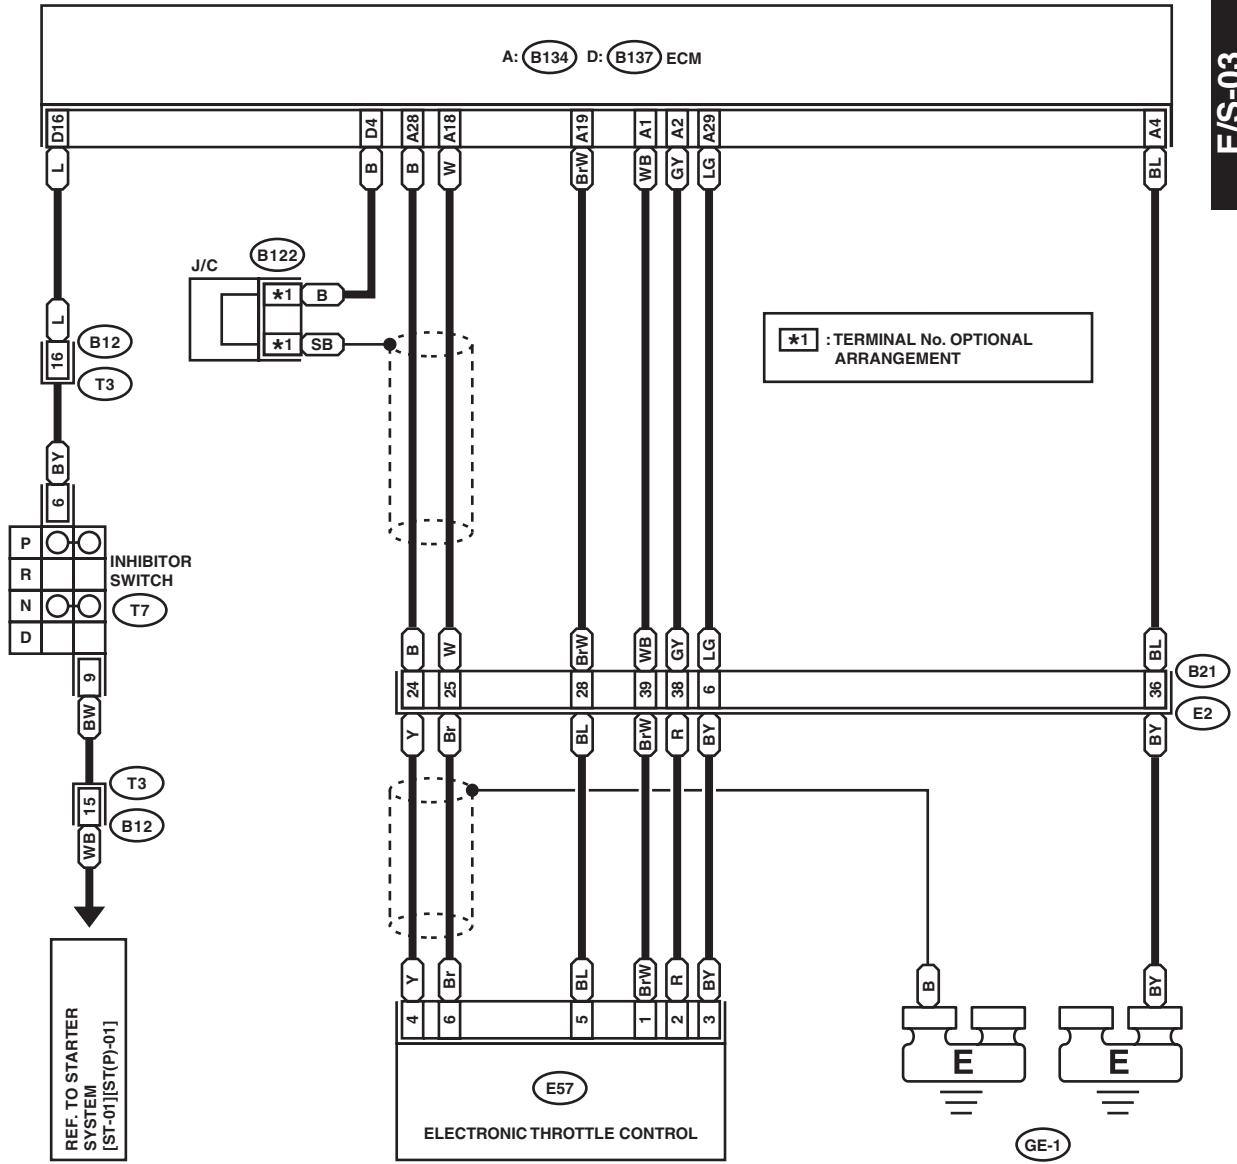 A: B134 D: B137 ECM
E/S-03
D16 D4 A28 A18 A19 A1 A2 A29 A4
L B B W BrW WB GY LG BL
B122
J/C
*1 B
*1 SB
*1 : TERMINAL No. OPTIONAL
ARRANGEMENT
L
16
B12
T3
BY
6
P
R
N
D
INHIBITOR
SWITCH
T7
9
BW
T3
15
B12
WB
REF. TO STARTER
SYSTEM
[ST-01][ST(P)-01]
B W BrW WB GY LG BL
24 25 28 39 38 6 36
B21
E2
Y Br BL BrW R BY BY
Y Br BL BrW R BY B BY
4 6 5 1 2 3
E57
ELECTRONIC THROTTLE CONTROL
E E
GE-1